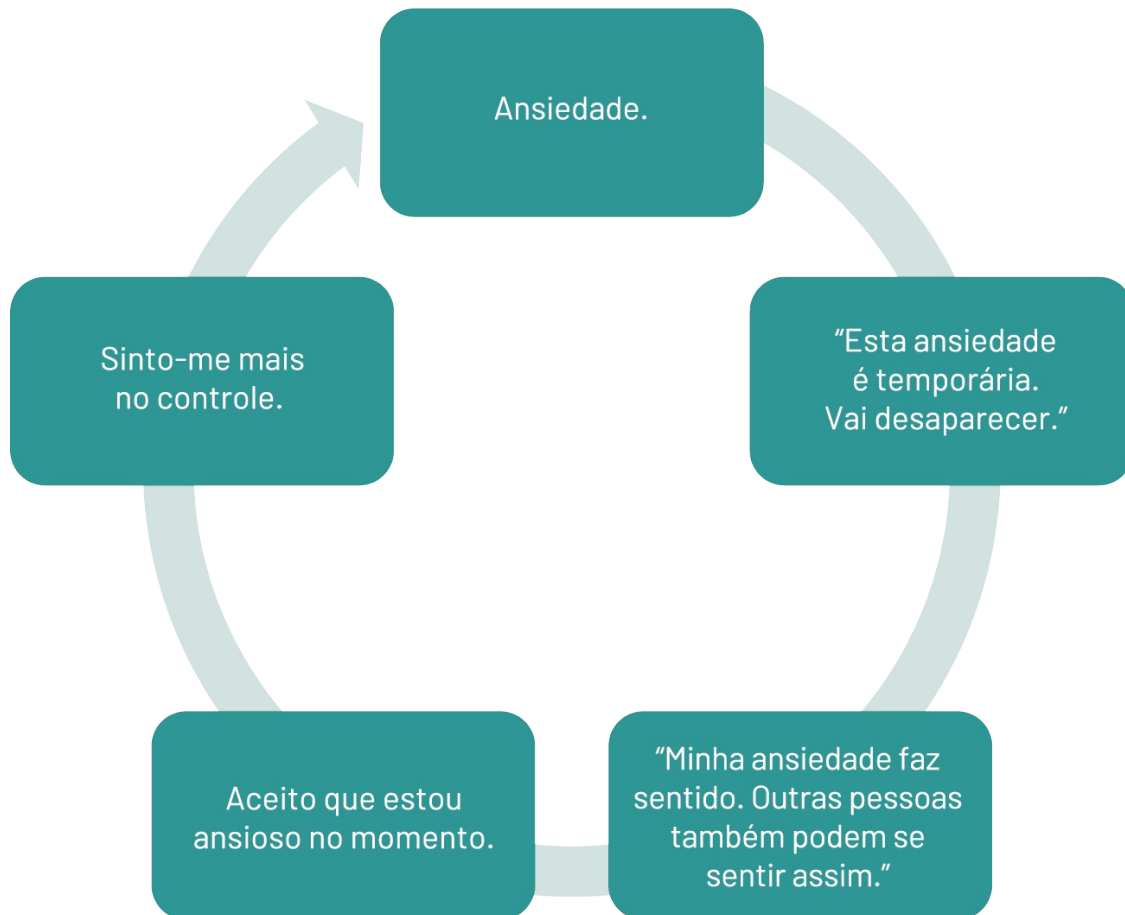 Ansiedade.
“Esta ansiedade
é temporária.
Vai desaparecer.”
“Minha ansiedade faz
sentido. Outras pessoas
também podem se
sentir assim.”
Aceito que estou
ansioso no momento.
Sinto-me mais
no controle.